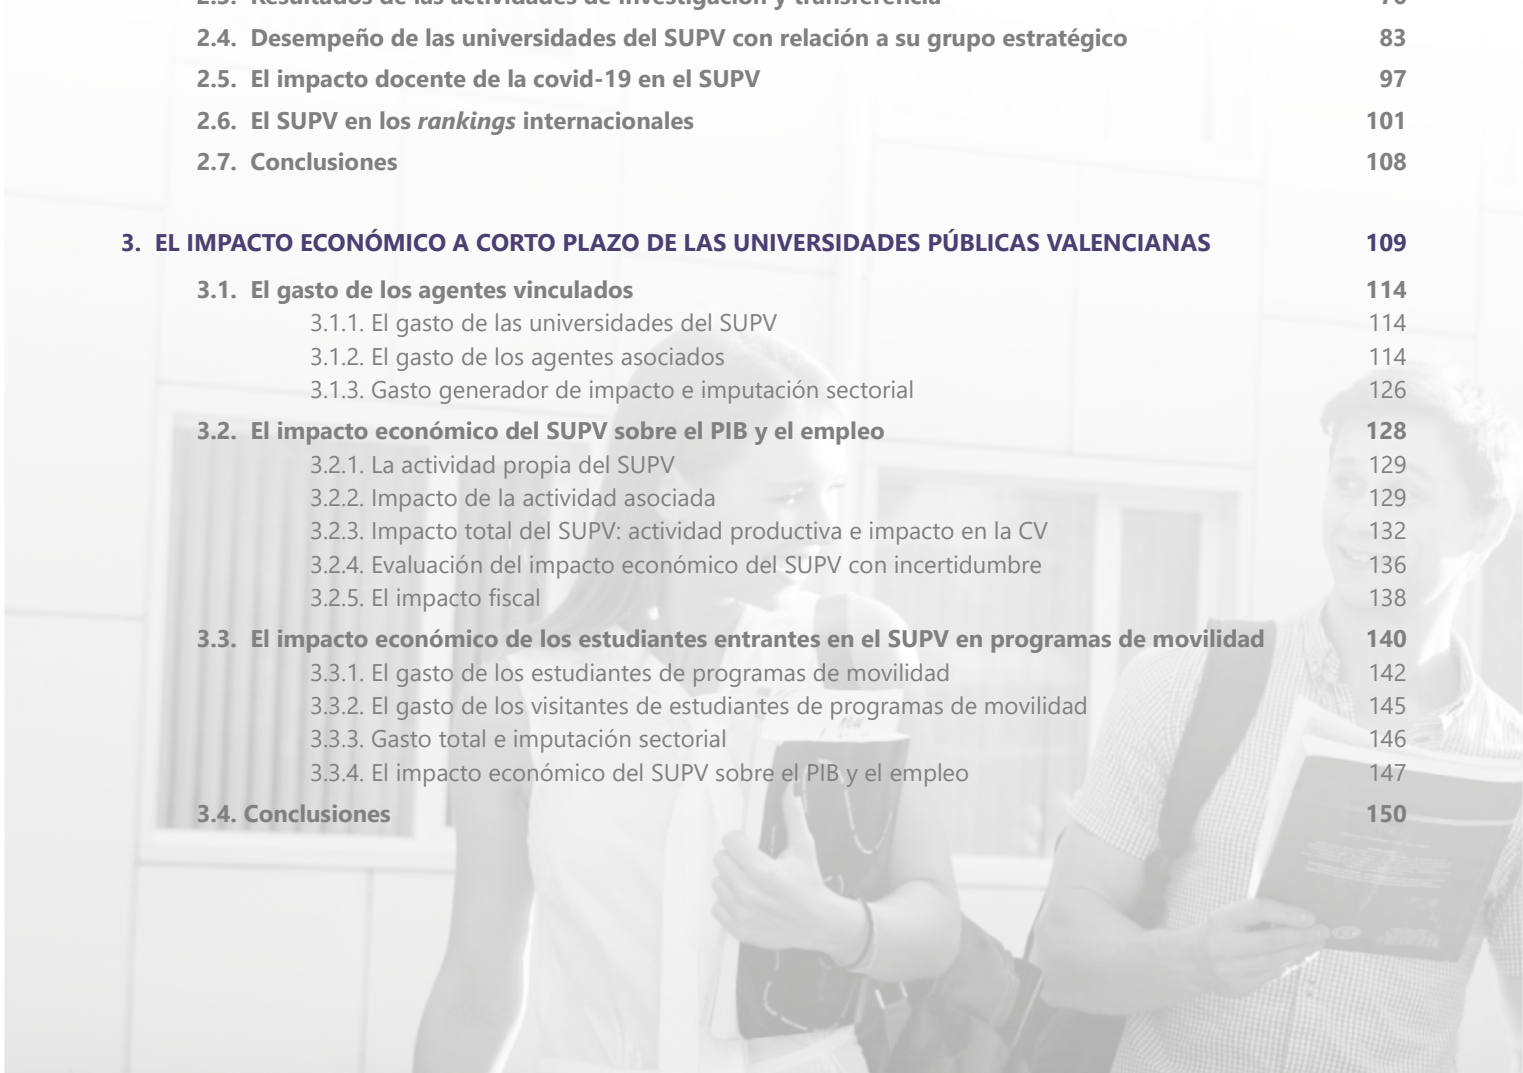 2.3. Resultados de las actividades de investigación y transferencia 76
2.4. Desempeño de las universidades del SUPV con relación a su grupo estratégico 83
2.5. El impacto docente de la covid-19 en el SUPV 97
2.6. El SUPV en los rankings internacionales 101
2.7. Conclusiones 108
3. EL IMPACTO ECONÓMICO A CORTO PLAZO DE LAS UNIVERSIDADES PÚBLICAS VALENCIANAS 109
3.1. El gasto de los agentes vinculados 114
3.1.1. El gasto de las universidades del SUPV 114
3.1.2. El gasto de los agentes asociados 114
3.1.3. Gasto generador de impacto e imputación sectorial 126
3.2. El impacto económico del SUPV sobre el PIB y el empleo 128
3.2.1. La actividad propia del SUPV 129
3.2.2. Impacto de la actividad asociada 129
3.2.3. Impacto total del SUPV: actividad productiva e impacto en la CV 132
3.2.4. Evaluación del impacto económico del SUPV con incertidumbre 136
3.2.5. El impacto fiscal 138
3.3. El impacto económico de los estudiantes entrantes en el SUPV en programas de movilidad 140
3.3.1. El gasto de los estudiantes de programas de movilidad 142
3.3.2. El gasto de los visitantes de estudiantes de programas de movilidad 145
3.3.3. Gasto total e imputación sectorial 146
3.3.4. El impacto económico del SUPV sobre el PIB y el empleo 147
3.4. Conclusiones 150